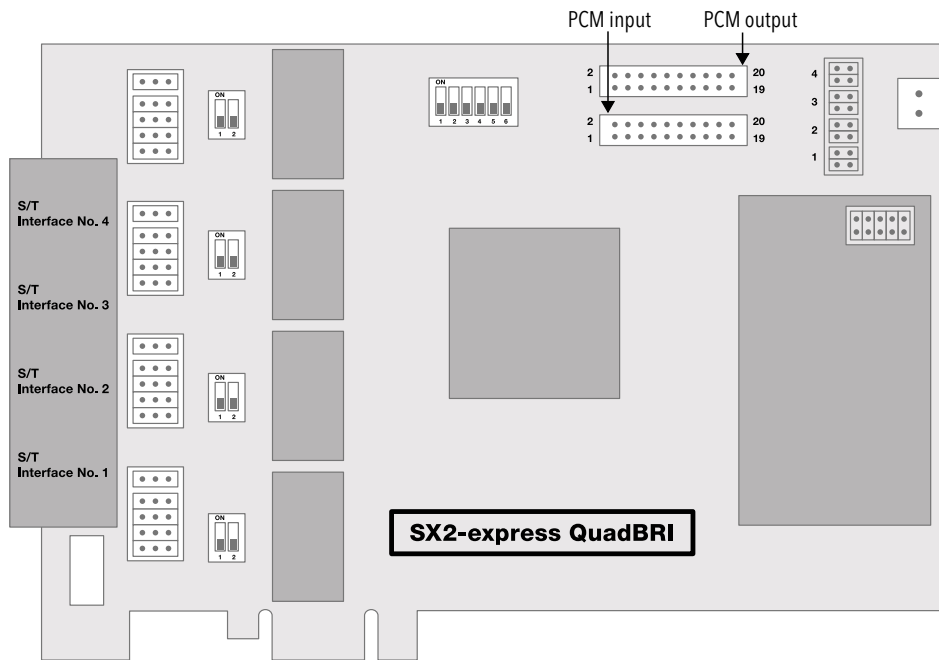 PCM input PCM output
ON
1 2
ON
1 2 3 4 5 6
2 20
1 19
2 20
1 19
4
3
2
1
S/T
Interface No. 4
ON
1 2
S/T
Interface No. 3
S/T
Interface No. 2
ON
1 2
S/T
Interface No. 1
ON
1 2
SX2-express QuadBRI